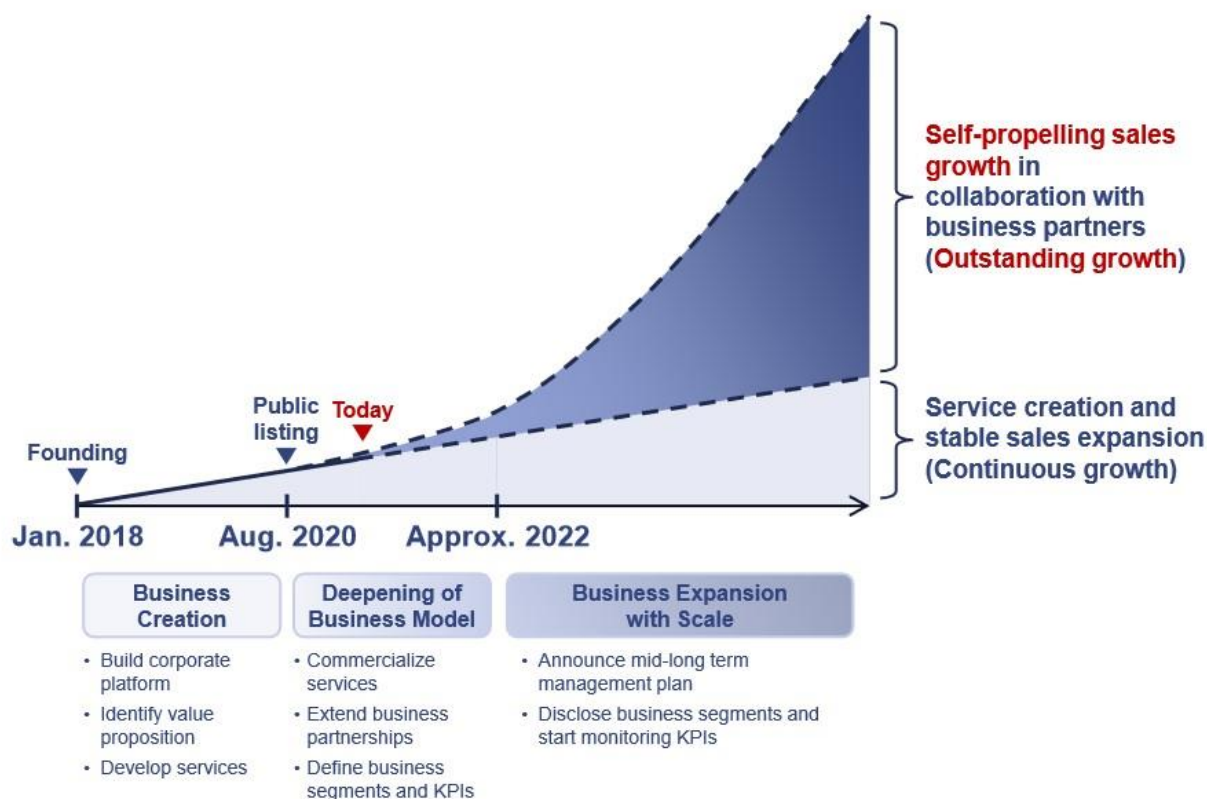 Self-propelling sales
growth in
collaboration with
business partners
(Outstanding growth)
Public
listing
Today
Founding
Service creation and
stable sales expansion
(Continuous growth)
Jan. 2018
Aug. 2020
Approx. 2022
Business
Creation
• Build corporate
platform
• Identify value
proposition
• Develop services
Deepening of
Business Model
• Commercialize
services
• Extend business
partnerships
• Define business
segments and KPIs
Business Expansion
with Scale
• Announce mid-long term
management plan
• Disclose business segments and
start monitoring KPIs